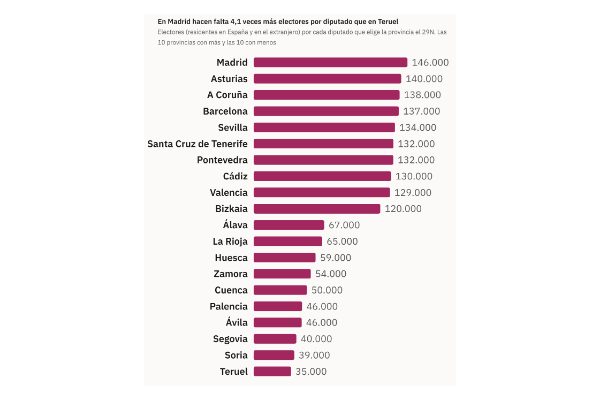 En Madrid hacen falta 4,1 veces más electores por diputado que en Teruel
Electores (residentes en España y en el extranjero) por cada diputado que elige la provincia el 29N. Las
10 provincias con más y las 10 con menos
Madrid 146.000
Asturias 140.000
A Coruña 138.000
Barcelona 137.000
Sevilla 134.000
Santa Cruz de Tenerife 132.000
Pontevedra 132.000
Cádiz 130.000
Valencia 129.000
Bizkaia 120.000
Álava 67.000
La Rioja 65.000
Huesca 59.000
Zamora 54.000
Cuenca 50.000
Palencia 46.000
Ávila 46.000
Segovia 40.000
Soria 39.000
Teruel 35.000